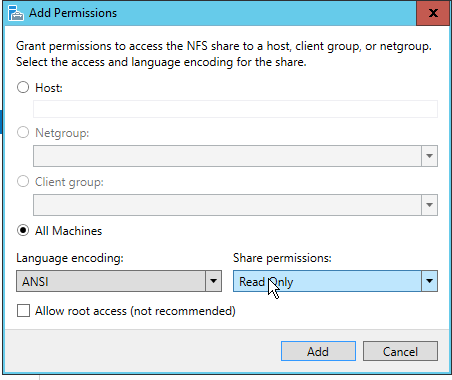 Add Permissions
x
Grant permissions to access the NFS share to a host, client group, or netgroup.
Select the access and language encoding for the share.
Host:
Netgroup:
Client group:
All Machines
Language encoding: Share permissions:
ANSI Read Only
Allow root access (not recommended)
Add Cancel